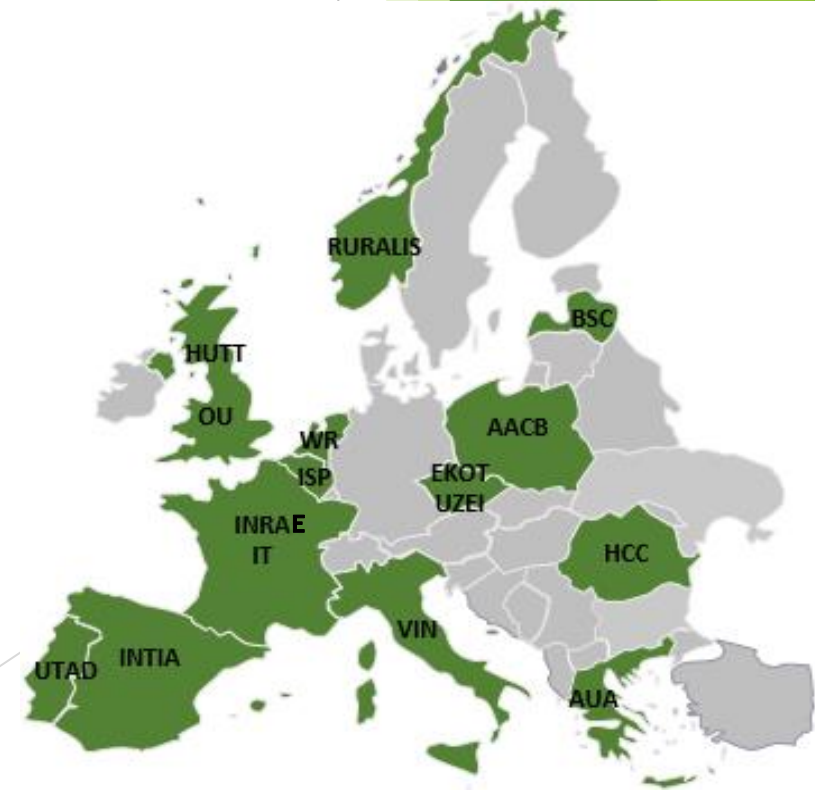 RURALIS
BSC
HUTT
OU
AACB
WR
ISP
EKOT
UZEI
INRAE
IT
HCC
VIN
UTAD
INTIA
AUA